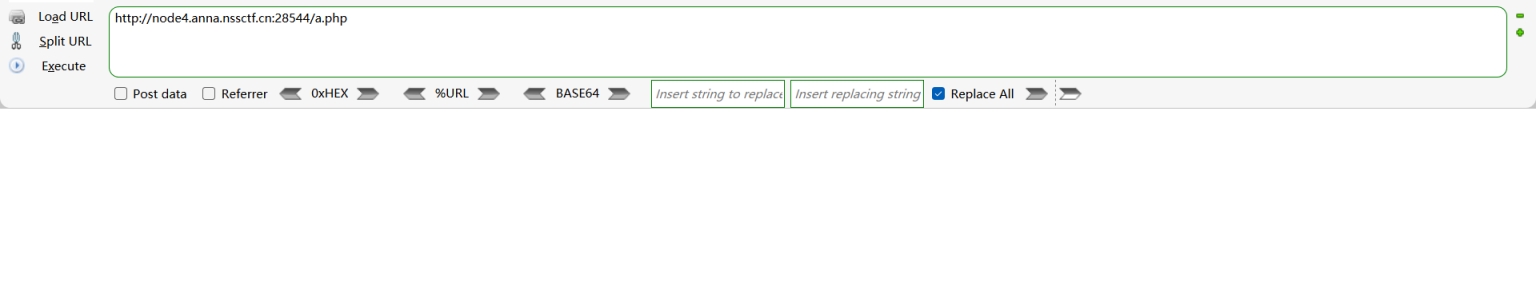 Load URL
http://node4.anna.nssctf.cn:28544/a.php
Split URL
Execute
Post data Referrer 0xHEX %URL BASE64 Insert string to replace Insert replacing string Replace All